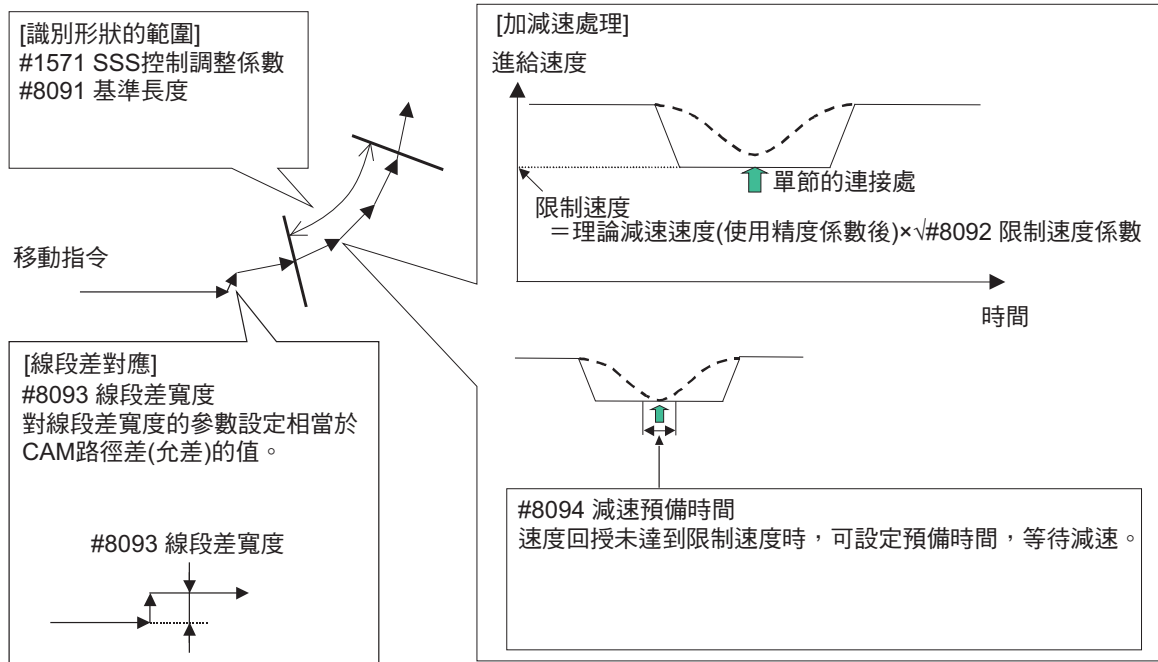 [識別形狀的範圍]
#1571 SSS控制調整係數
#8091 基準長度
移動指令
[線段差對應]
#8093 線段差寬度
對線段差寬度的參數設定相當於
CAM路徑差(允差)的值。
#8093 線段差寬度
[加減速處理]
進給速度
單節的連接處
限制速度
＝理論減速速度(使用精度係數後)×√#8092 限制速度係數
時間
#8094 減速預備時間
速度回授未達到限制速度時，可設定預備時間，等待減速。